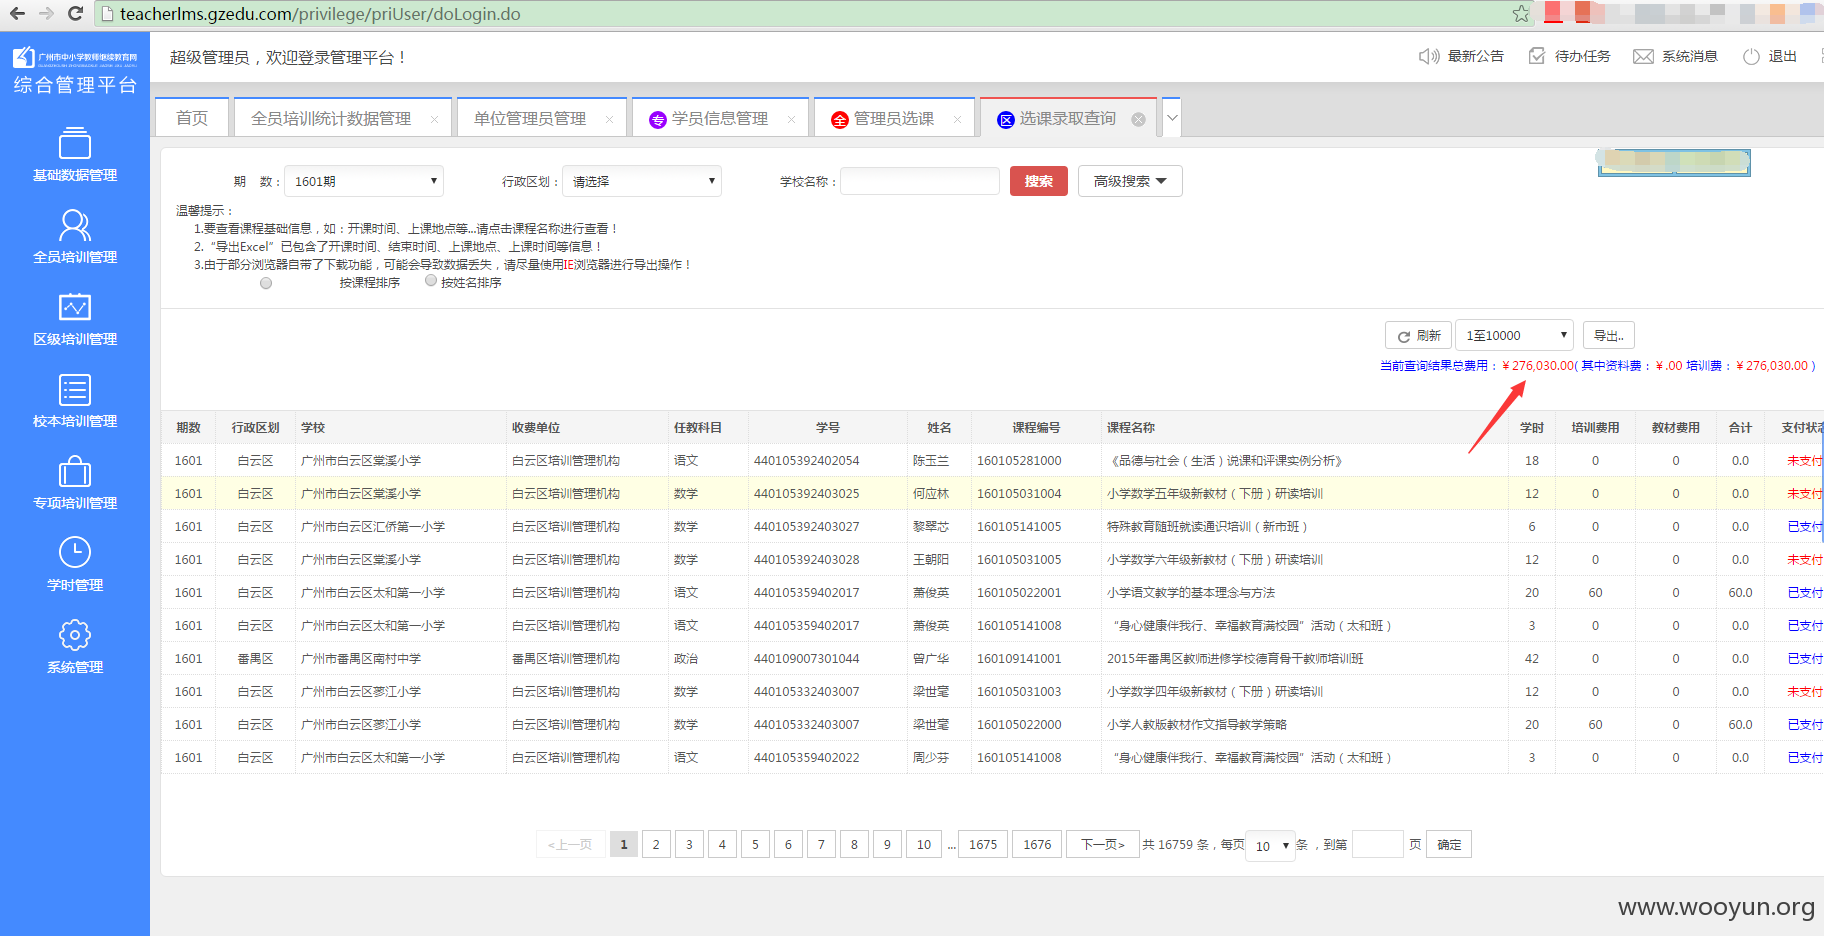 teacherlms.gzedu.com/privilege/priUser/doLogin.do
广州市中小学教师继续教育网
综合管理平台
超级管理员，欢迎登录管理平台！
最新公告 待办任务 系统消息 退出
首页 全员培训统计数据管理 单位管理员管理 专 学员信息管理 全 管理员选课 区 选课录取查询
基础数据管理
全员培训管理
区级培训管理
校本培训管理
专项培训管理
学时管理
系统管理
期 数： 1601期 行政区划： 请选择 学校名称： 搜索 高级搜索
温馨提示：
1.要查看课程基础信息，如：开课时间、上课地点等...请点击课程名称进行查看！
2.“导出Excel”已包含了开课时间、结束时间、上课地点、上课时间等信息！
3.由于部分浏览器自带了下载功能，可能会导致数据丢失，请尽量使用IE浏览器进行导出操作！
按课程排序 按姓名排序
刷新 1至10000 导出..
当前查询结果总费用：￥276,030.00( 其中资料费：￥.00 培训费：￥276,030.00 )
期数 行政区划 学校 收费单位 任教科目 学号 姓名 课程编号 课程名称 学时 培训费用 教材费用 合计 支付状态
1601 白云区 广州市白云区棠溪小学 白云区培训管理机构 语文 440105392402054 陈玉兰 160105281000 《品德与社会（生活）说课和评课实例分析》 18 0 0 0.0 未支付
1601 白云区 广州市白云区棠溪小学 白云区培训管理机构 数学 440105392403025 何应林 160105031004 小学数学五年级新教材（下册）研读培训 12 0 0 0.0 未支付
1601 白云区 广州市白云区汇侨第一小学 白云区培训管理机构 数学 440105392403027 黎翠芯 160105141005 特殊教育随班就读通识培训（新市班） 6 0 0 0.0 已支付
1601 白云区 广州市白云区棠溪小学 白云区培训管理机构 数学 440105392403028 王朝阳 160105031005 小学数学六年级新教材（下册）研读培训 12 0 0 0.0 未支付
1601 白云区 广州市白云区太和第一小学 白云区培训管理机构 语文 440105359402017 萧俊英 160105022001 小学语文教学的基本理念与方法 20 60 0 60.0 已支付
1601 白云区 广州市白云区太和第一小学 白云区培训管理机构 语文 440105359402017 萧俊英 160105141008 “身心健康伴我行、幸福教育满校园”活动（太和班） 3 0 0 0.0 已支付
1601 番禺区 广州市番禺区南村中学 番禺区培训管理机构 政治 440109007301044 曾广华 160109141001 2015年番禺区教师进修学校德育骨干教师培训班 42 0 0 0.0 已支付
1601 白云区 广州市白云区蓼江小学 白云区培训管理机构 数学 440105332403007 梁世鸾 160105031003 小学数学四年级新教材（下册）研读培训 12 0 0 0.0 未支付
1601 白云区 广州市白云区蓼江小学 白云区培训管理机构 数学 440105332403007 梁世鸾 160105022000 小学人教版教材作文指导教学策略 20 60 0 60.0 已支付
1601 白云区 广州市白云区太和第一小学 白云区培训管理机构 语文 440105359402022 周少芬 160105141008 “身心健康伴我行、幸福教育满校园”活动（太和班） 3 0 0 0.0 已支付
<上一页 1 2 3 4 5 6 7 8 9 10 ... 1675 1676 下一页> 共 16759 条，每页 10 条 ，到第 页 确定
www.wooyun.org